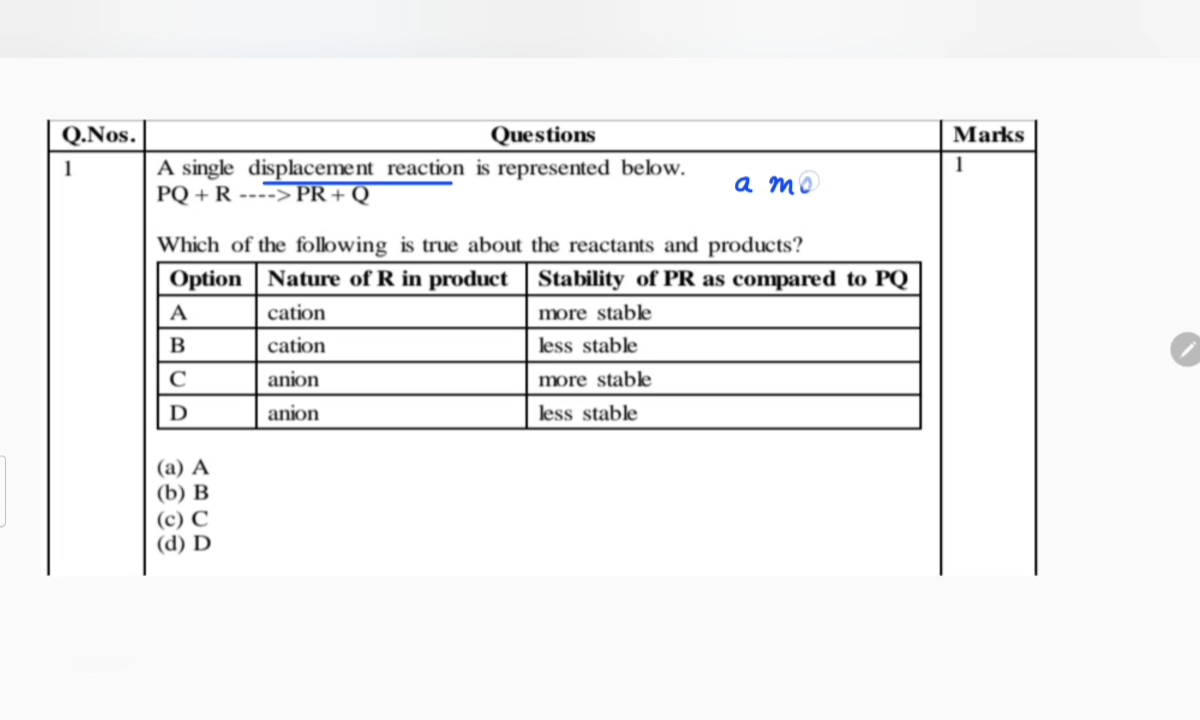 Q.Nos. Questions Marks
1 A single displacement reaction is represented below. 1
a mo
PQ + R ----> PR + Q
Which of the following is true about the reactants and products?
Option Nature of R in product Stability of PR as compared to PQ
A cation more stable
B cation less stable
C anion more stable
D anion less stable
(a) A
(b) B
(c) C
(d) D